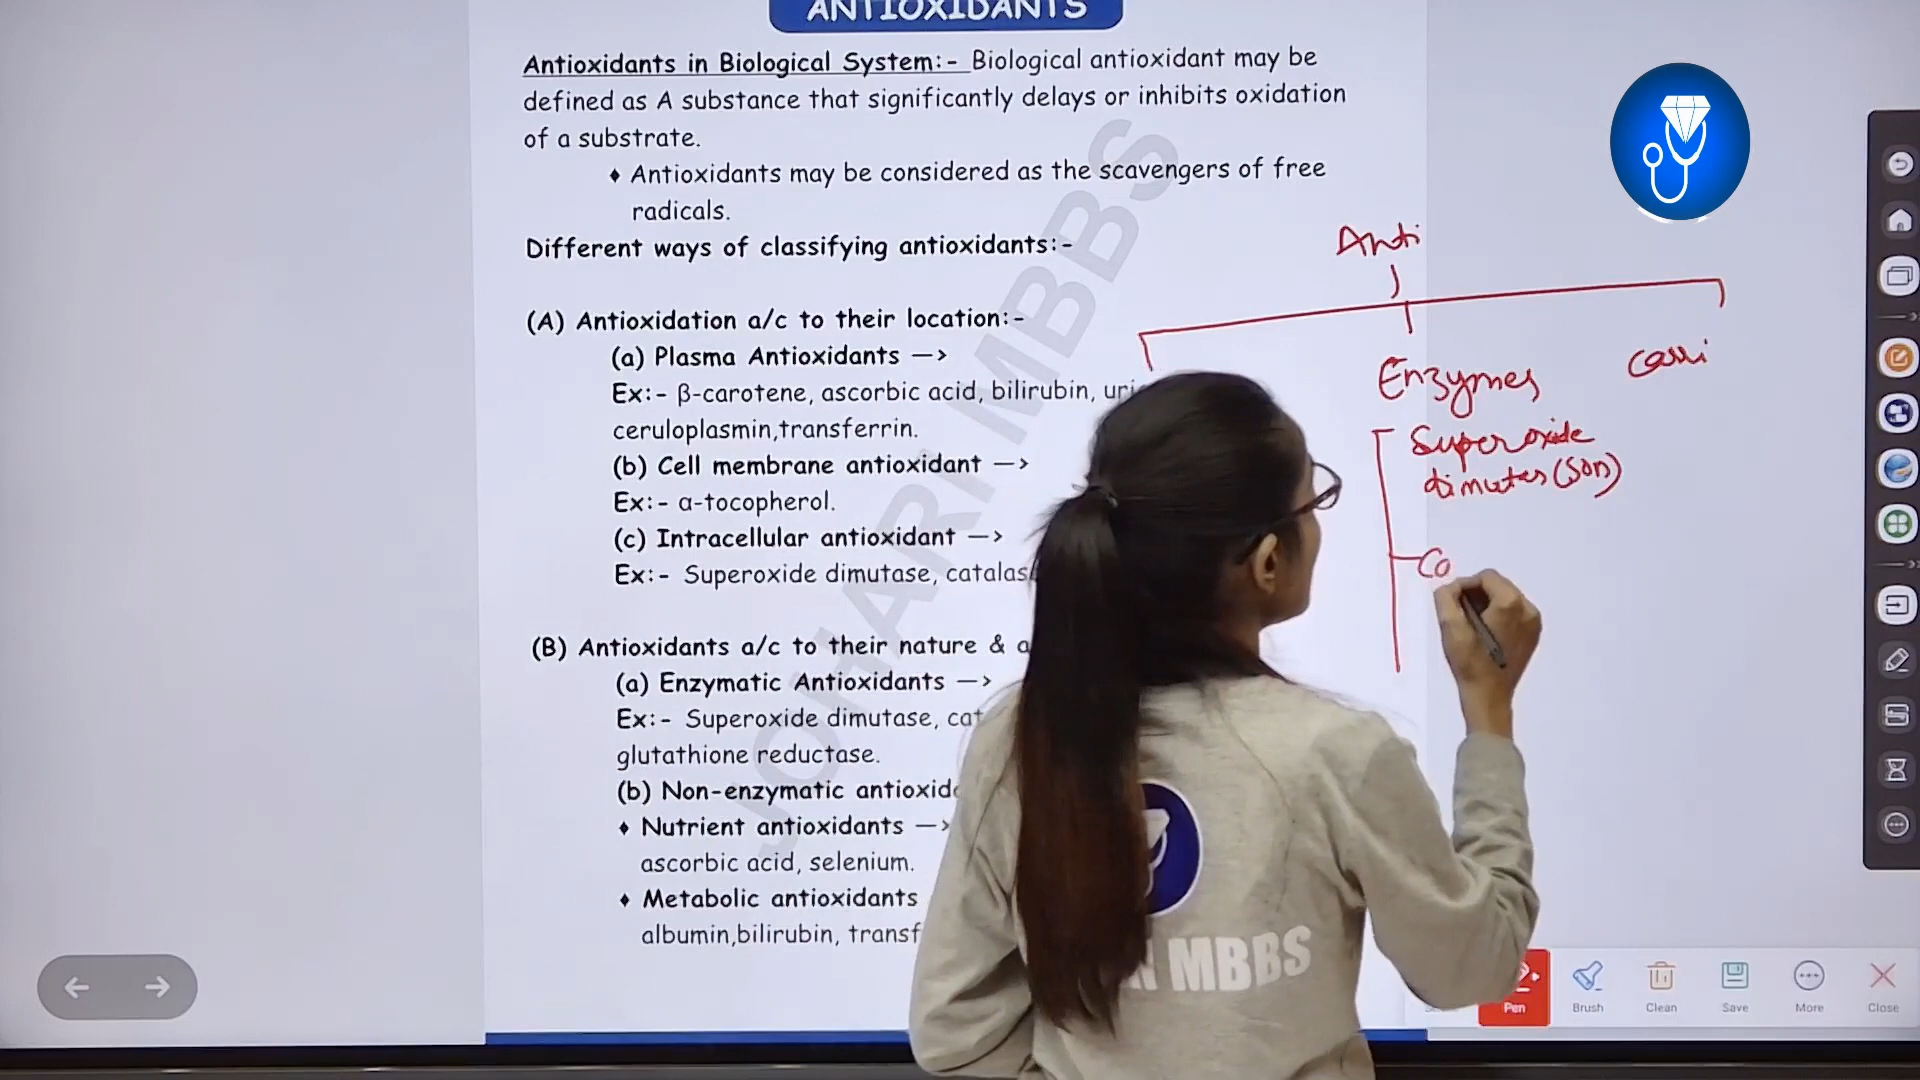 ANTIOXIDANTS
Antioxidants in Biological System:- Biological antioxidant may be
defined as A substance that significantly delays or inhibits oxidation
of a substrate.
♦ Antioxidants may be considered as the scavengers of free
radicals.
Different ways of classifying antioxidants:-
Anti
(A) Antioxidation a/c to their location:-
(a) Plasma Antioxidants —>
Enzymes
Ex:- β-carotene, ascorbic acid, bilirubin,
ceruloplasmin,transferrin.
Superoxide
(b) Cell membrane antioxidant —>
Ex:- α-tocopherol.
(c) Intracellular antioxidant —>
Ex:- Superoxide dimutase,
(B) Antioxidants a/c to their nature &
(a) Enzymatic Antioxidants —>
Ex:- Superoxide dimutase,
glutathione reductase.
(b) Non-enzymatic
♦ Nutrient antioxidants —>
ascorbic acid, selenium.
♦ Metabolic antioxidants
albumin,bilirubin,
JOHARI MBBS
MBBS
Pen
Brush
Clean
Save
More
Close